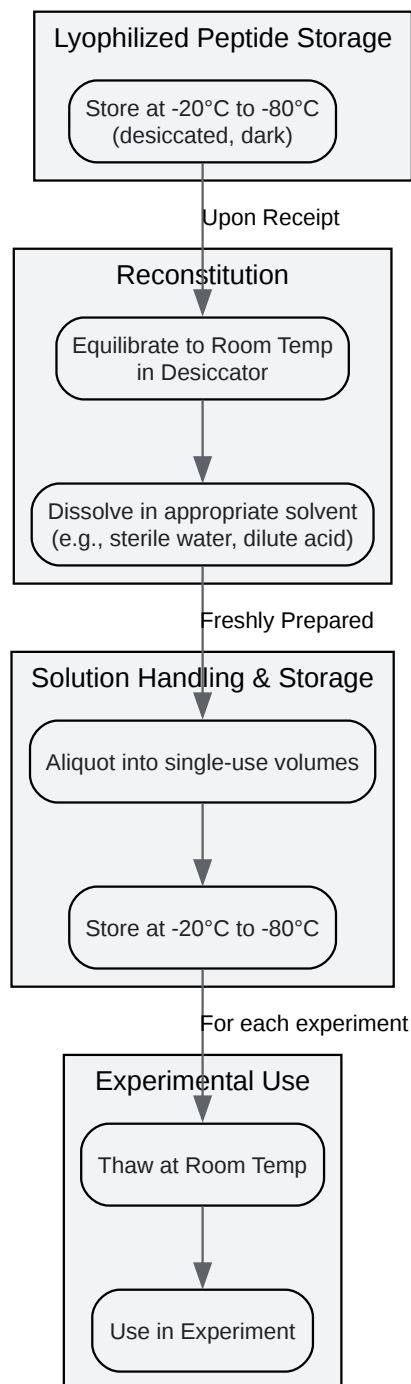 Lyophilized Peptide Storage
Store at -20°C to -80°C
(desiccated, dark)
Upon Receipt
Reconstitution
Equilibrate to Room Temp
in Desiccator
Dissolve in appropriate solvent
(e.g., sterile water, dilute acid)
Freshly Prepared
Solution Handling & Storage
Aliquot into single-use volumes
Store at -20°C to -80°C
For each experiment
Experimental Use
Thaw at Room Temp
Use in Experiment